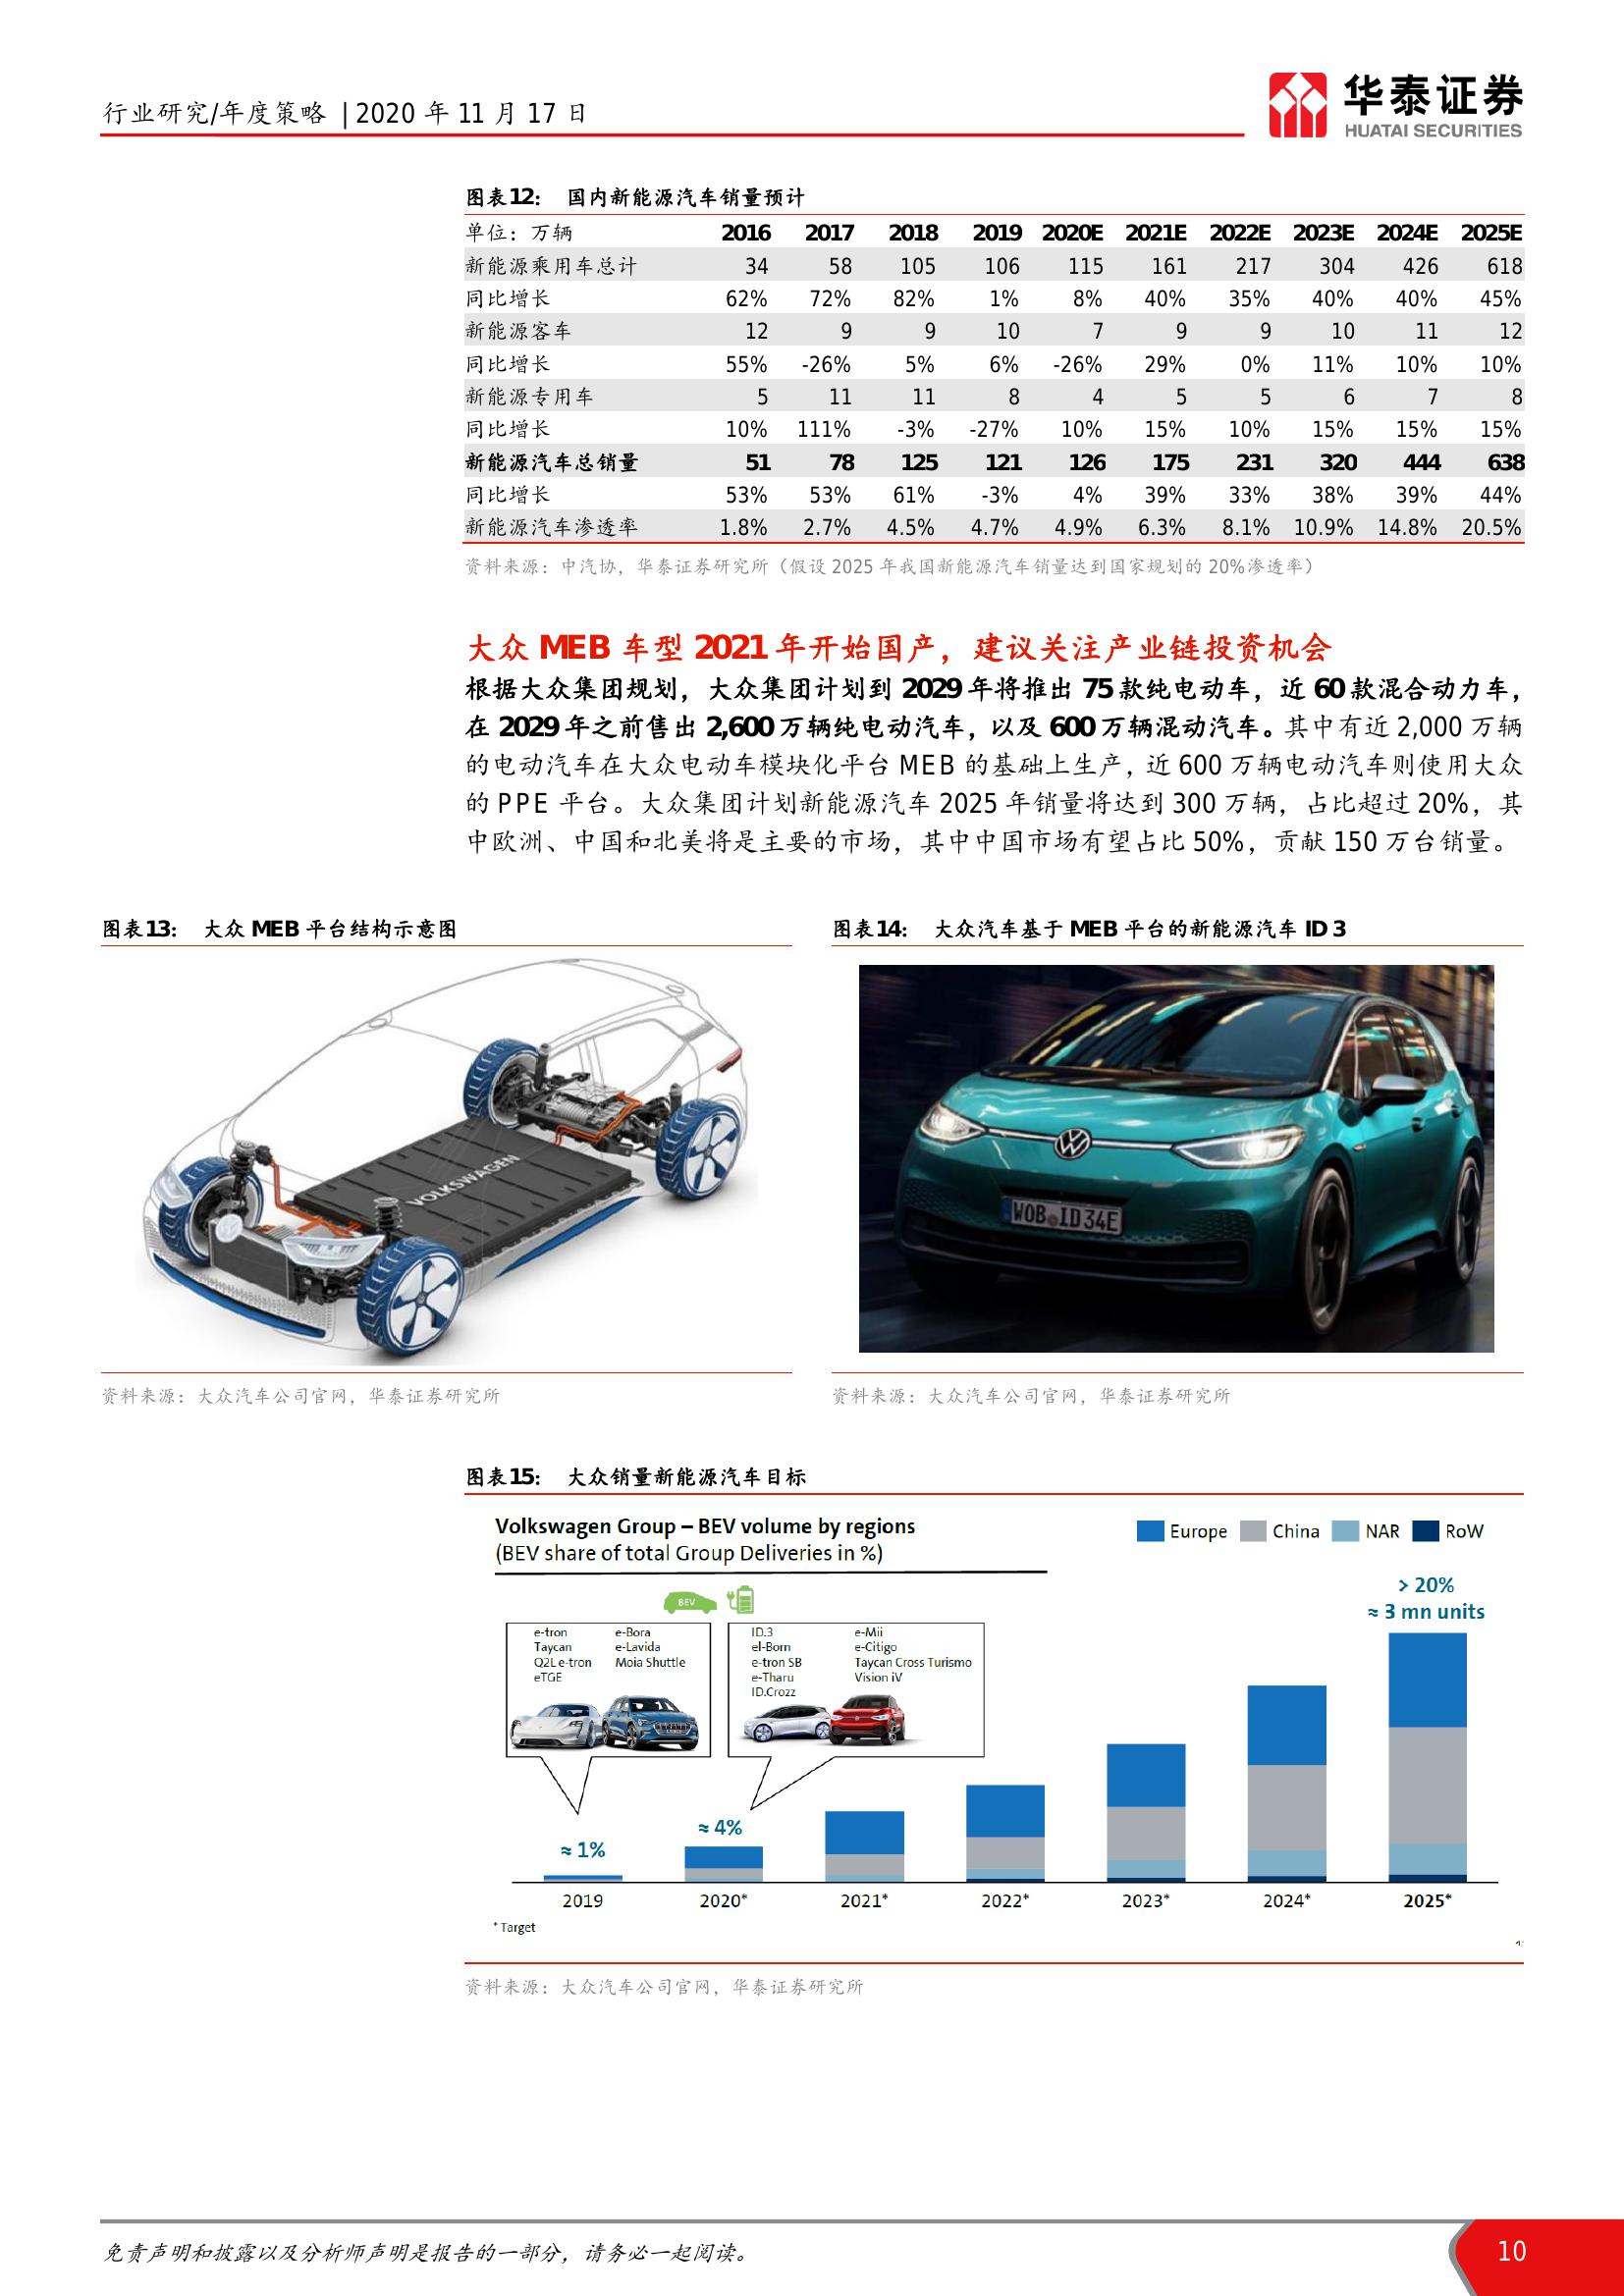 行业研究/年度策略 | 2020 年 11 月 17 日
华泰证券
HUATAI SECURITIES
图表12： 国内新能源汽车销量预计
单位：万辆 2016 2017 2018 2019 2020E 2021E 2022E 2023E 2024E 2025E
新能源乘用车总计 34 58 105 106 115 161 217 304 426 618
同比增长 62% 72% 82% 1% 8% 40% 35% 40% 40% 45%
新能源客车 12 9 9 10 7 9 9 10 11 12
同比增长 55% -26% 5% 6% -26% 29% 0% 11% 10% 10%
新能源专用车 5 11 11 8 4 5 5 6 7 8
同比增长 10% 111% -3% -27% 10% 15% 10% 15% 15% 15%
新能源汽车总销量 51 78 125 121 126 175 231 320 444 638
同比增长 53% 53% 61% -3% 4% 39% 33% 38% 39% 44%
新能源汽车渗透率 1.8% 2.7% 4.5% 4.7% 4.9% 6.3% 8.1% 10.9% 14.8% 20.5%
资料来源：中汽协，华泰证券研究所（假设 2025 年我国新能源汽车销量达到国家规划的 20%渗透率）
大众 MEB 车型 2021 年开始国产，建议关注产业链投资机会
根据大众集团规划，大众集团计划到 2029 年将推出 75 款纯电动车，近 60 款混合动力车，
在 2029 年之前售出 2,600 万辆纯电动汽车，以及 600 万辆混动汽车。其中有近 2,000 万辆
的电动汽车在大众电动车模块化平台 MEB 的基础上生产，近 600 万辆电动汽车则使用大众
的 PPE 平台。大众集团计划新能源汽车 2025 年销量将达到 300 万辆，占比超过 20%，其
中欧洲、中国和北美将是主要的市场，其中中国市场有望占比 50%，贡献 150 万台销量。
图表13： 大众 MEB 平台结构示意图
VOLKSWAGEN
资料来源：大众汽车公司官网，华泰证券研究所
图表14： 大众汽车基于 MEB 平台的新能源汽车 ID 3
WOB ID34E
资料来源：大众汽车公司官网，华泰证券研究所
图表15： 大众销量新能源汽车目标
Volkswagen Group – BEV volume by regions
(BEV share of total Group Deliveries in %)
Europe China NAR RoW
> 20%
≈ 3 mn units
BEV
e-tron e-Bora
Taycan e-Lavida
Q2L e-tron Moia Shuttle
eTGE
ID.3 e-Mii
el-Born e-Citigo
e-tron SB Taycan Cross Turismo
e-Tharu Vision iV
ID.Crozz
≈ 1%
≈ 4%
2019 2020* 2021* 2022* 2023* 2024* 2025*
* Target
资料来源：大众汽车公司官网，华泰证券研究所
免责声明和披露以及分析师声明是报告的一部分，请务必一起阅读。
10